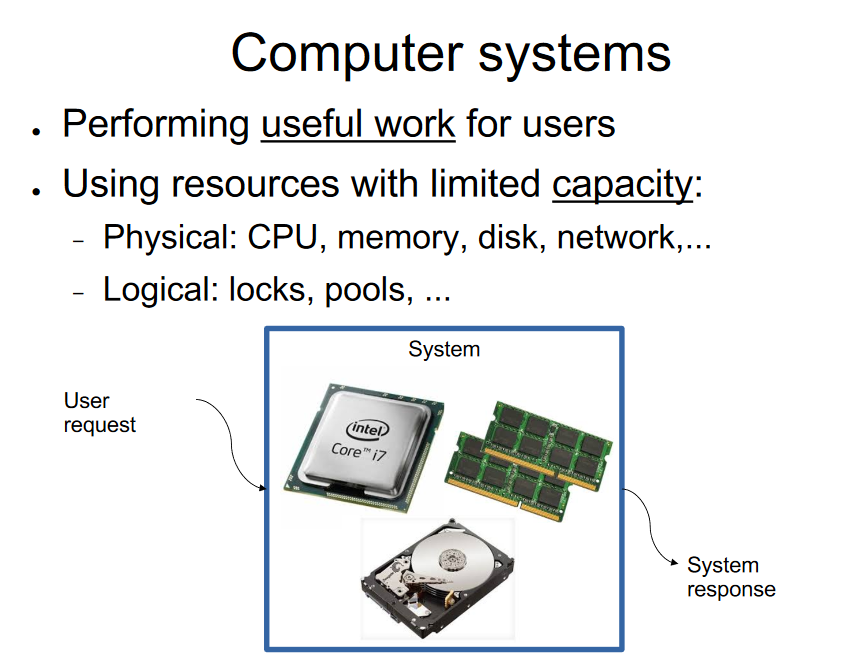 Computer systems
● Performing useful work for users
● Using resources with limited capacity:
– Physical: CPU, memory, disk, network,...
– Logical: locks, pools, ...
System
User
request
intel
Core™ i7
System
response